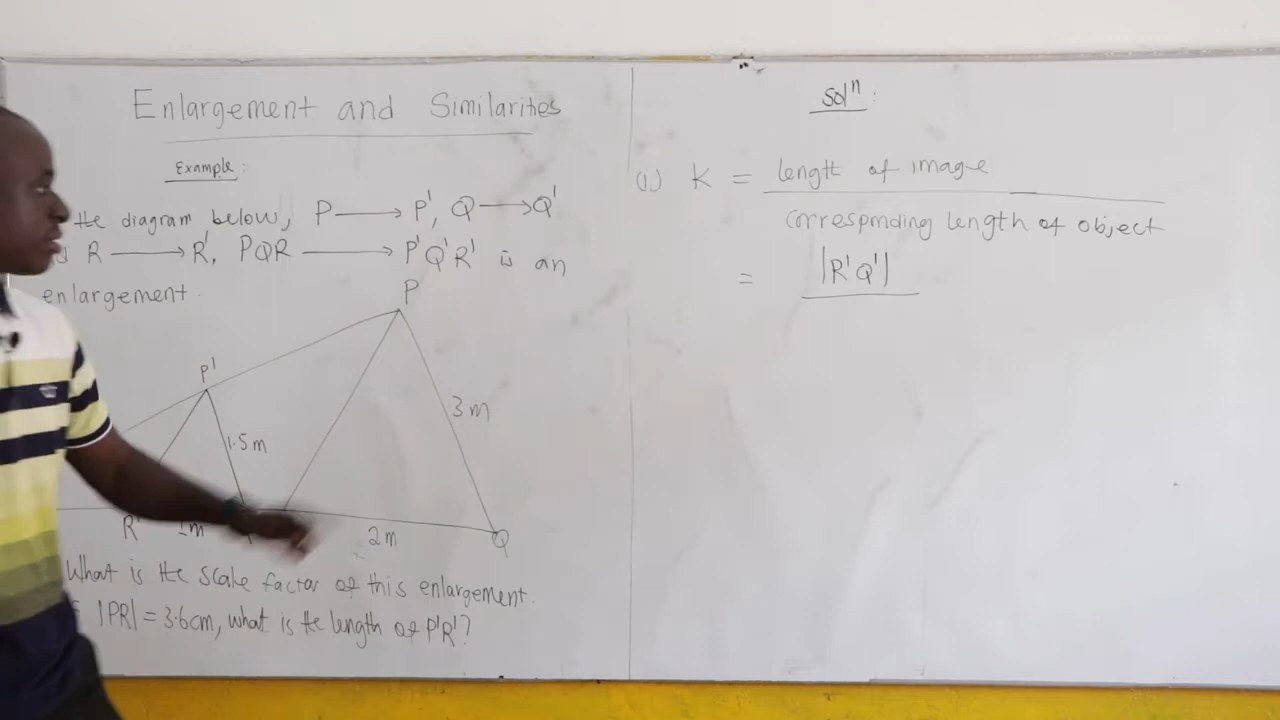 Enlargement and Similarities
Example:
the diagram below, P → P', Q → Q'
R → R', PQR → P'Q'R' is an
enlargement.
P
P'
3m
1.5m
R' 1m
2m Q
What is the scale factor of this enlargement.
|PR| = 3.6cm, what is the length of P'R'?
Solⁿ:
(i) K = length of image
corresponding length of object
= |R'Q'|